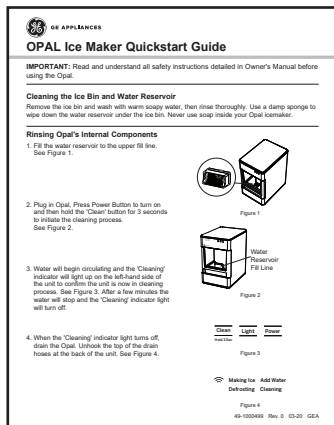 GE APPLIANCES
OPAL Ice Maker Quickstart Guide
IMPORTANT: Read and understand all safety instructions detailed in Owner's Manual before
using the Opal.
Cleaning the Ice Bin and Water Reservoir
Remove the ice bin and wash with warm soapy water, then rinse thoroughly. Use a damp sponge to
wipe down the water reservoir under the ice bin. Never use soap inside your Opal icemaker.
Rinsing Opal's Internal Components
1. Fill the water reservoir to the upper fill line.
See Figure 1.
Figure 1
2. Plug in Opal, Press Power Button to turn on
and then hold the 'Clean' button for 3 seconds
to initiate the cleaning process.
See Figure 2.
Water
Reservoir
Fill Line
Figure 2
3. Water will begin circulating and the 'Cleaning'
indicator will light up on the left-hand side of
the unit to confirm the unit is now in cleaning
process. See Figure 3. After a few minutes the
water will stop and the 'Cleaning' indicator light
will turn off.
Clean Light Power
Hold 3 Sec
Figure 3
4. When the 'Cleaning' indicator light turns off,
drain the Opal. Unhook the top of the drain
hoses at the back of the unit. See Figure 4.
Making Ice Add Water
Defrosting Cleaning
Figure 4
49-1000499 Rev. 0 03-20 GEA